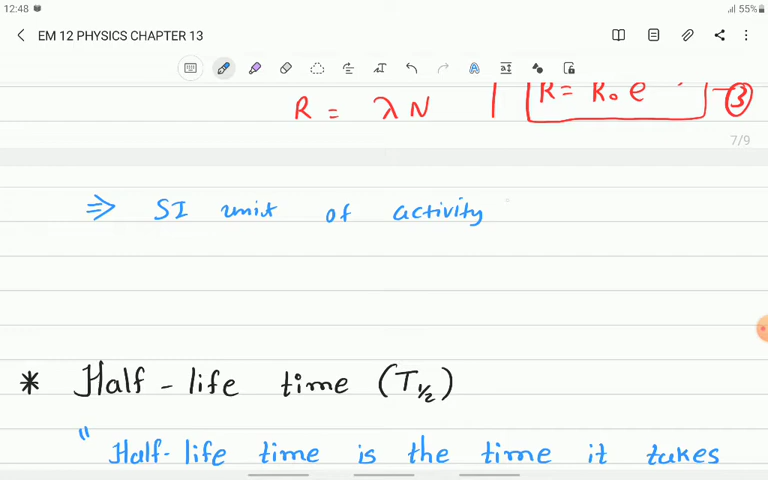 12:48 55%
EM 12 PHYSICS CHAPTER 13
R = λ N | R = R₀ e 3
7/9
⇒ SI unit of activity
* Half-life time (T½)
" Half-life time is the time it takes